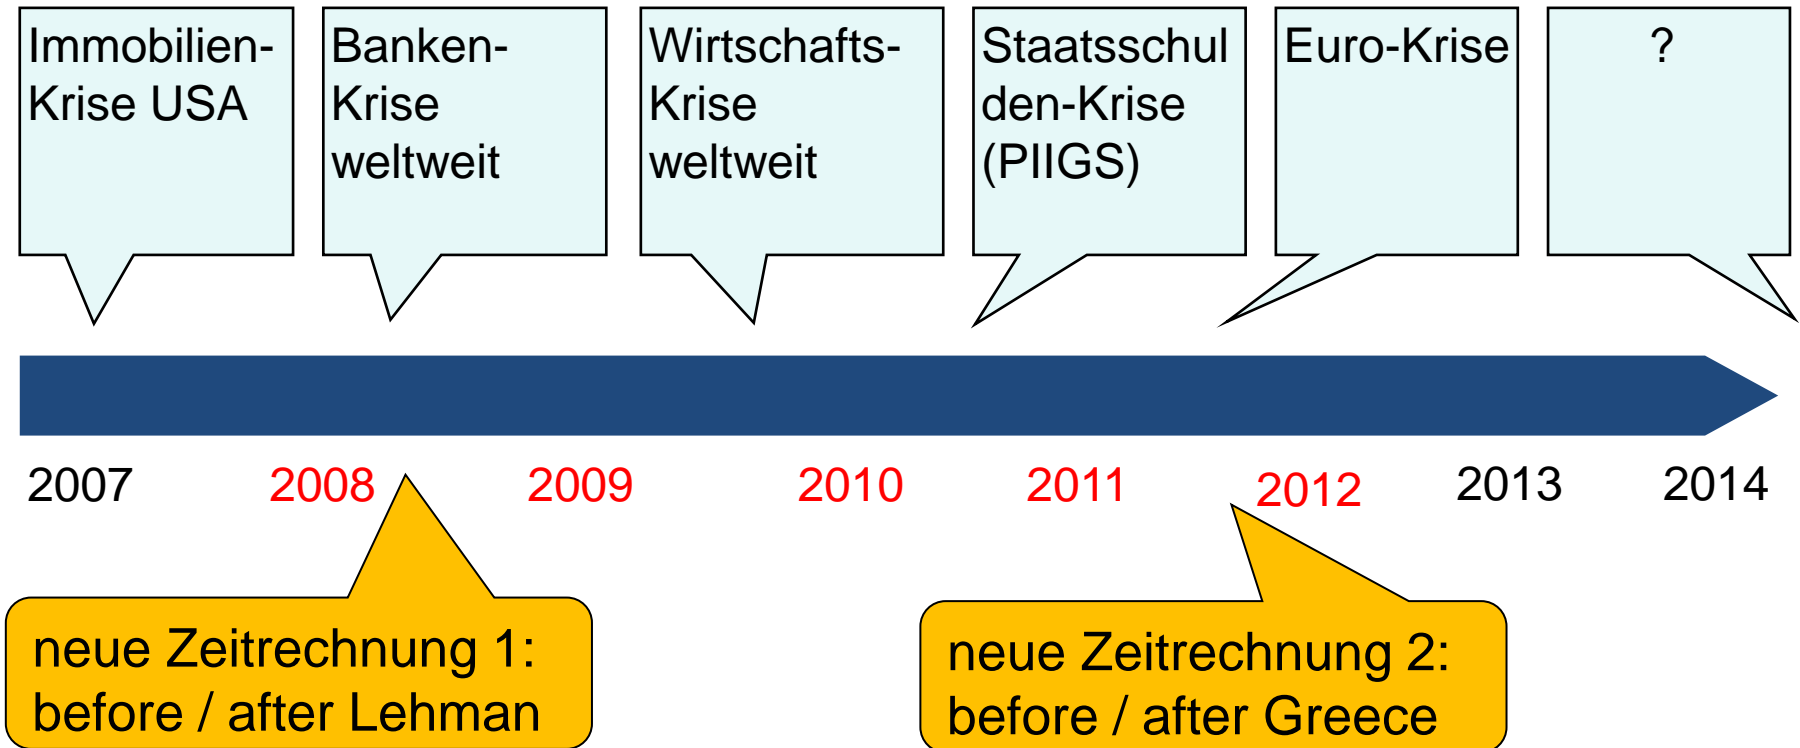 Immobilien-
Krise USA
Banken-
Krise
weltweit
Wirtschafts-
Krise
weltweit
Staatsschul
den-Krise
(PIIGS)
Euro-Krise
?
2007 2008 2009 2010 2011 2012 2013 2014
neue Zeitrechnung 1:
before / after Lehman
neue Zeitrechnung 2:
before / after Greece